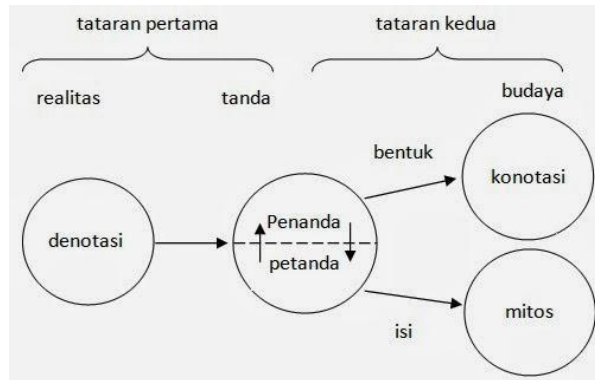 tataran pertama
tataran kedua
realitas
tanda
budaya
bentuk
konotasi
denotasi
Penanda
petanda
isi
mitos